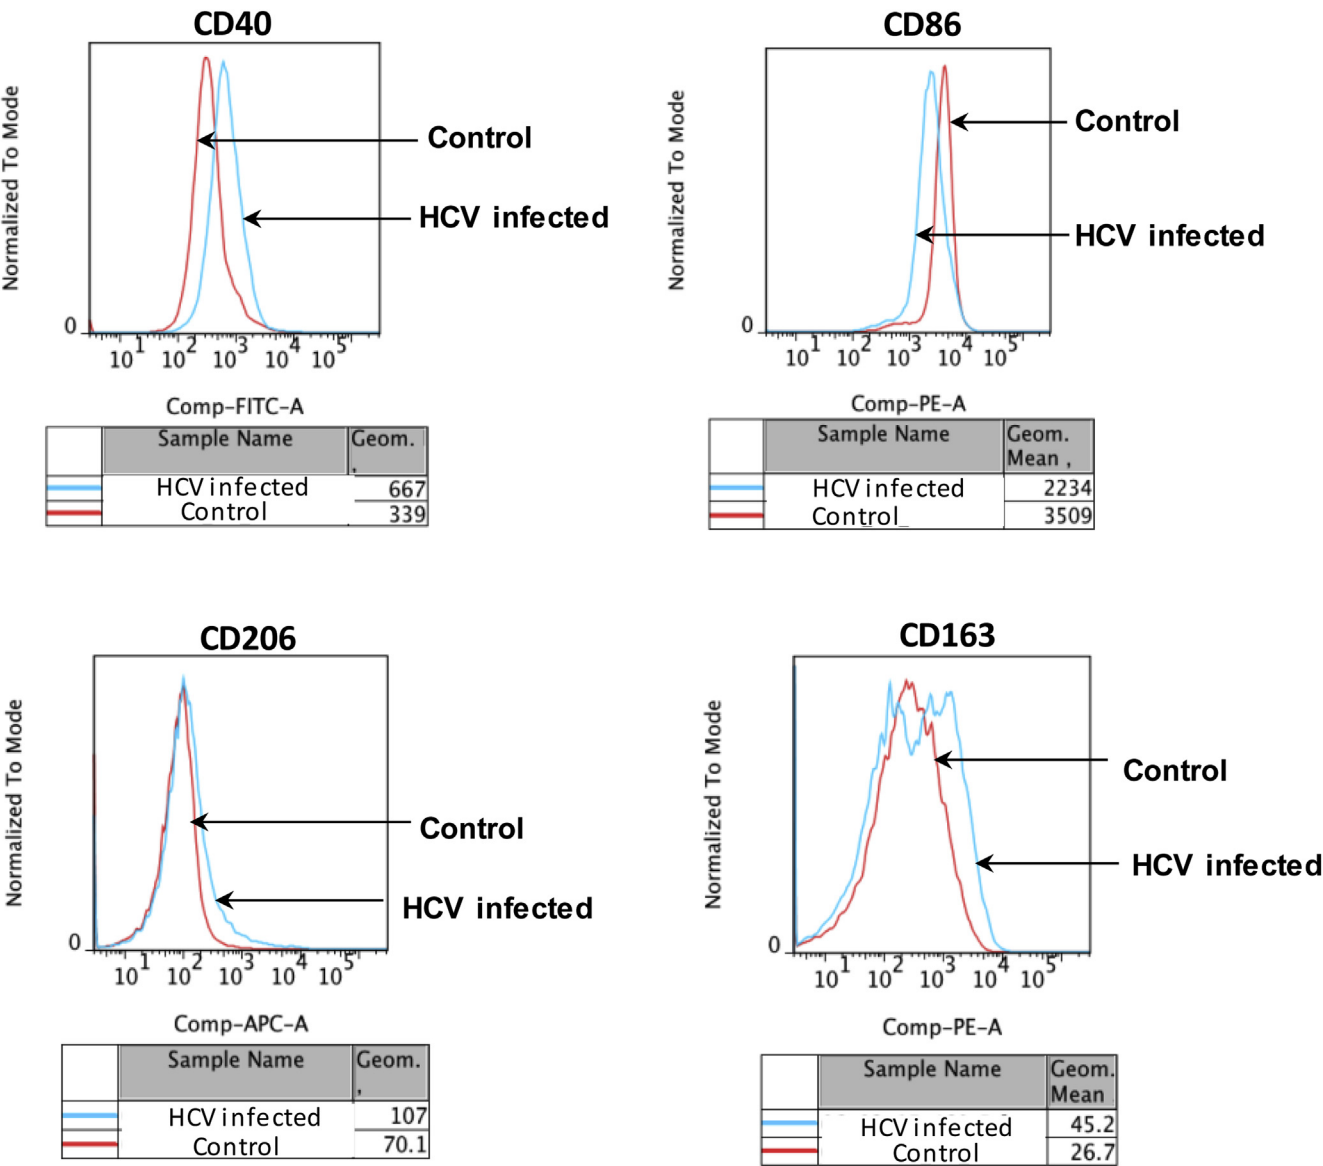 CD40
Normalized To Mode
Control
HCV infected
0
10^1 10^2 10^3 10^4 10^5
Comp-FITC-A
Sample Name Geom.
,
HCV infected 667
Control 339
CD86
Normalized To Mode
Control
HCV infected
0
10^1 10^2 10^3 10^4 10^5
Comp-PE-A
Sample Name Geom.
Mean ,
HCV infected 2234
Control_ 3509
CD206
Normalized To Mode
Control
HCV infected
0
10^1 10^2 10^3 10^4 10^5
Comp-APC-A
Sample Name Geom.
,
HCV infected 107
Control 70.1
CD163
Normalized To Mode
Control
HCV infected
0
10^1 10^2 10^3 10^4 10^5
Comp-PE-A
Sample Name Geom.
Mean
HCV infected 45.2
Control 26.7